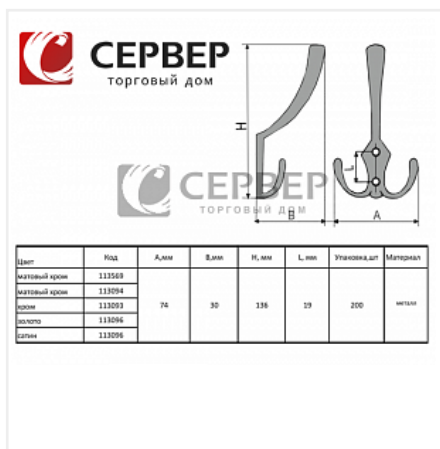 СЕРВЕР
торговый дом
H
L
СЕРВЕР
ТОРГОВЫЙ ДОМ
B
A
Цвет Код А,мм В,мм Н, мм L, мм Упаковка,шт Материал
матовый хром 113569
матовый хром 113094
хром 113093 74 30 136 19 200 металл
золото 113096
сатин 113096